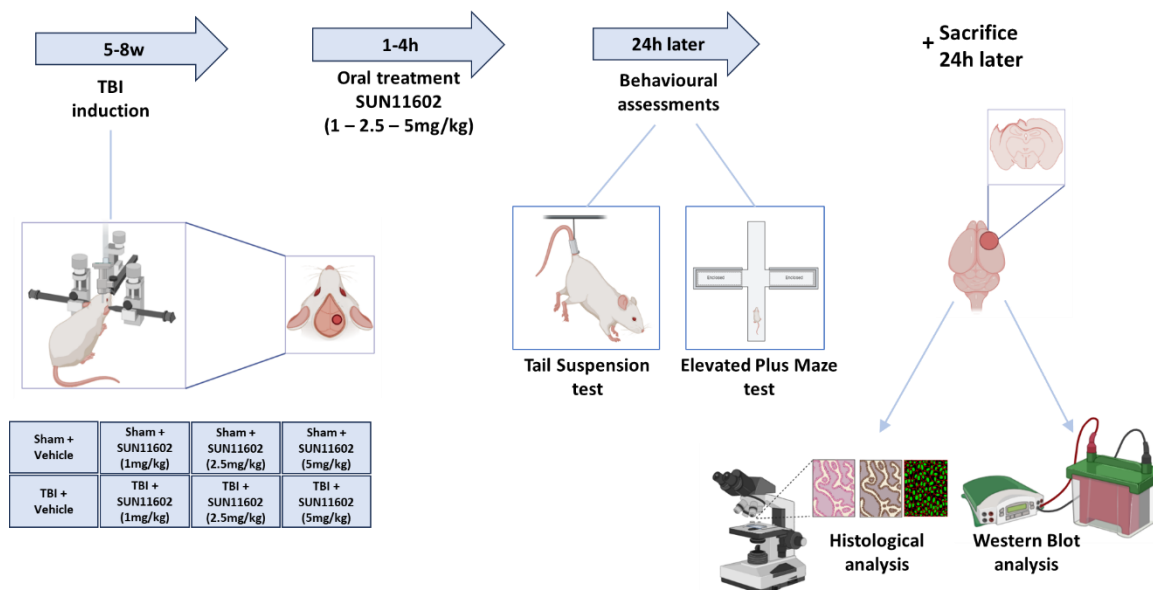 5-8w
TBI
induction
1-4h
Oral treatment
SUN11602
(1 – 2.5 – 5mg/kg)
24h later
Behavioural
assessments
+ Sacrifice
24h later
Tail Suspension
test
Enclosed
Enclosed
Elevated Plus Maze
test
Sham +
Vehicle
Sham +
SUN11602
(1mg/kg)
Sham +
SUN11602
(2.5mg/kg)
Sham +
SUN11602
(5mg/kg)
TBI +
Vehicle
TBI +
SUN11602
(1mg/kg)
TBI +
SUN11602
(2.5mg/kg)
TBI +
SUN11602
(5mg/kg)
Histological
analysis
Western Blot
analysis